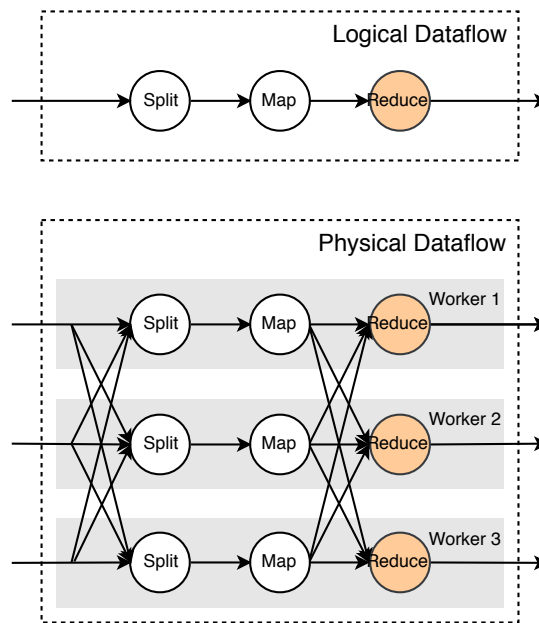 Logical Dataflow
Split
Map
Reduce
Physical Dataflow
Worker 1
Split
Map
Reduce
Worker 2
Split
Map
Reduce
Worker 3
Split
Map
Reduce